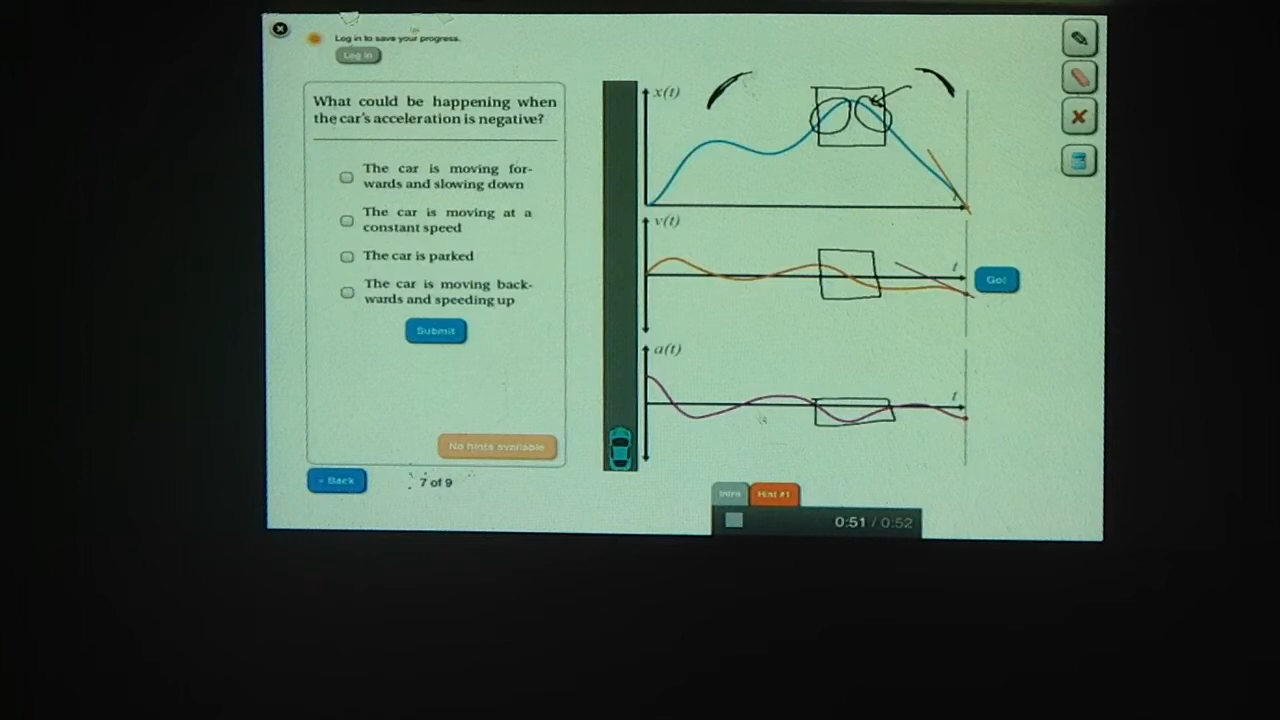 Log in to save your progress.
Log in
What could be happening when
the car's acceleration is negative?
The car is moving for-
wards and slowing down
The car is moving at a
constant speed
The car is parked
The car is moving back-
wards and speeding up
Submit
No hints available
- Back
7 of 9
x(t)
t
v(t)
t
Go!
a(t)
t
Intro
Hint #1
0:51 / 0:52